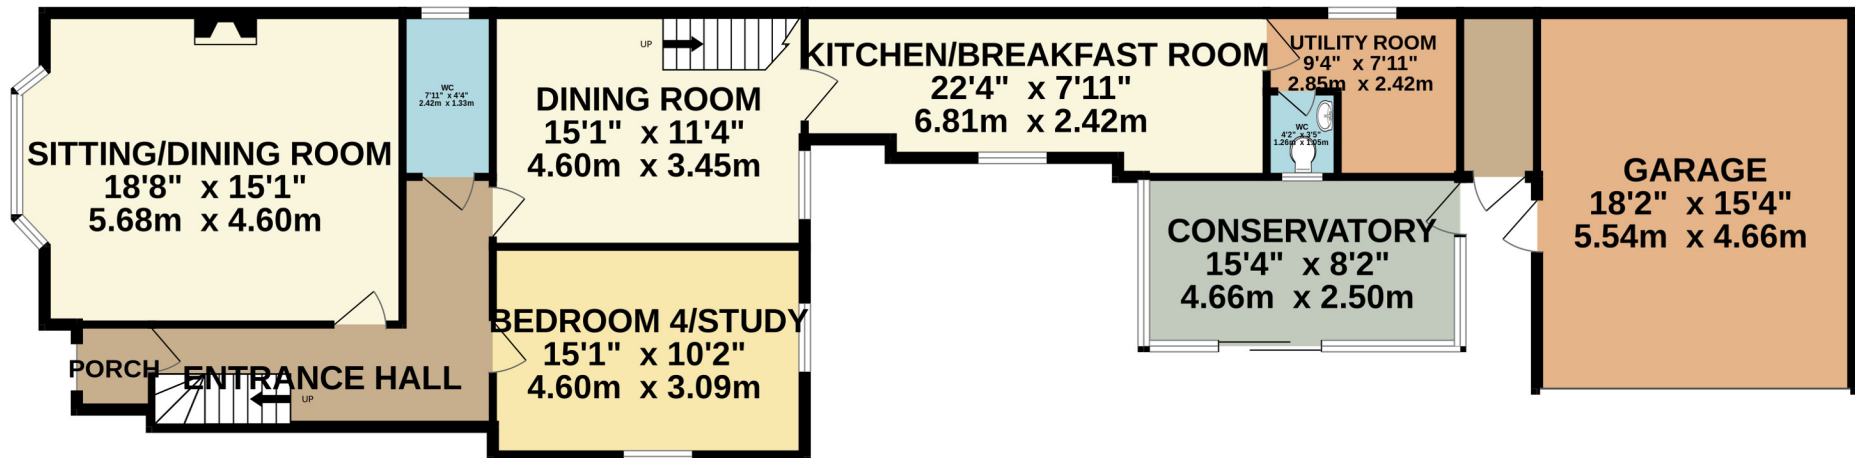 SITTING/DINING ROOM
18'8" x 15'1"
5.68m x 4.60m
WC
7'11" x 4'4"
2.42m x 1.33m
UP
DINING ROOM
15'1" x 11'4"
4.60m x 3.45m
KITCHEN/BREAKFAST ROOM
22'4" x 7'11"
6.81m x 2.42m
UTILITY ROOM
9'4" x 7'11"
2.85m x 2.42m
WC
4'2" x 3'5"
1.26m x 1.05m
GARAGE
18'2" x 15'4"
5.54m x 4.66m
CONSERVATORY
15'4" x 8'2"
4.66m x 2.50m
BEDROOM 4/STUDY
15'1" x 10'2"
4.60m x 3.09m
PORCH
ENTRANCE HALL
UP